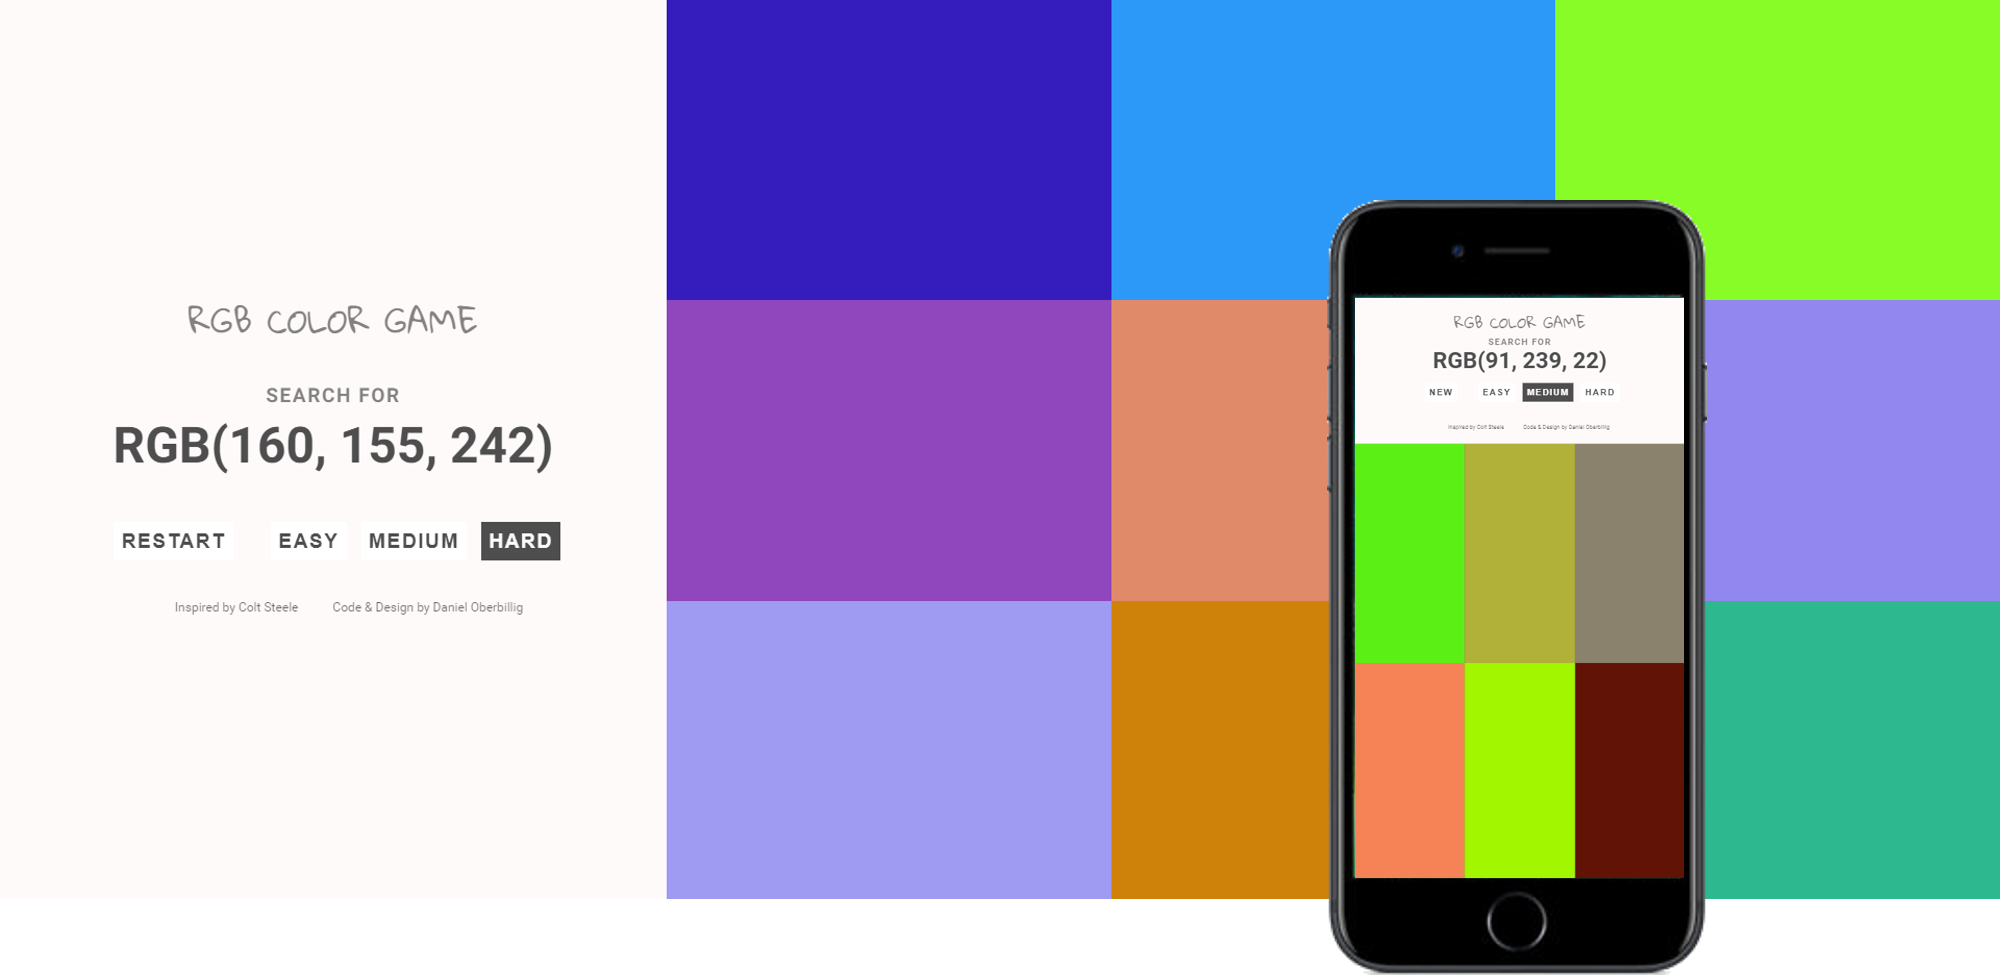 RGB COLOR GAME
SEARCH FOR
RGB(160, 155, 242)
RESTART EASY MEDIUM HARD
Inspired by Colt Steele Code & Design by Daniel Oberbillig
RGB COLOR GAME
SEARCH FOR
RGB(91, 239, 22)
NEW EASY MEDIUM HARD
Inspired by Colt Steele Code & Design by Daniel Oberbillig